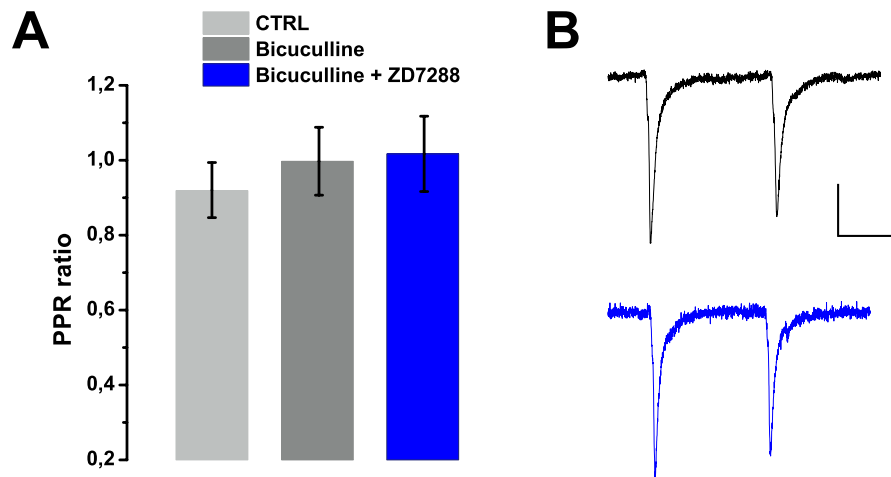 A
CTRL
Bicuculline
Bicuculline + ZD7288
B
1,2
1,0
0,8
0,6
0,4
0,2
PPR ratio